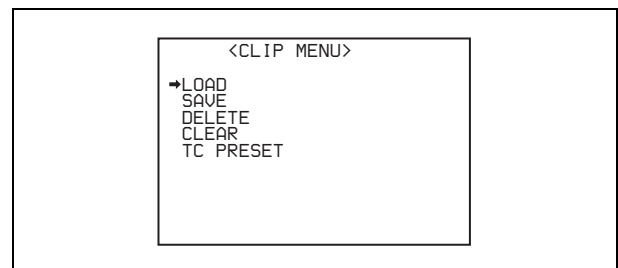 <CLIP MENU>
➡LOAD
SAVE
DELETE
CLEAR
TC PRESET